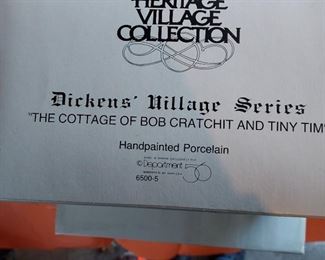 HERITAGE
VILLAGE
COLLECTION
Dickens' Village Series
"THE COTTAGE OF BOB CRATCHIT AND TINY TIM"
Handpainted Porcelain
©Department 56
6500-5